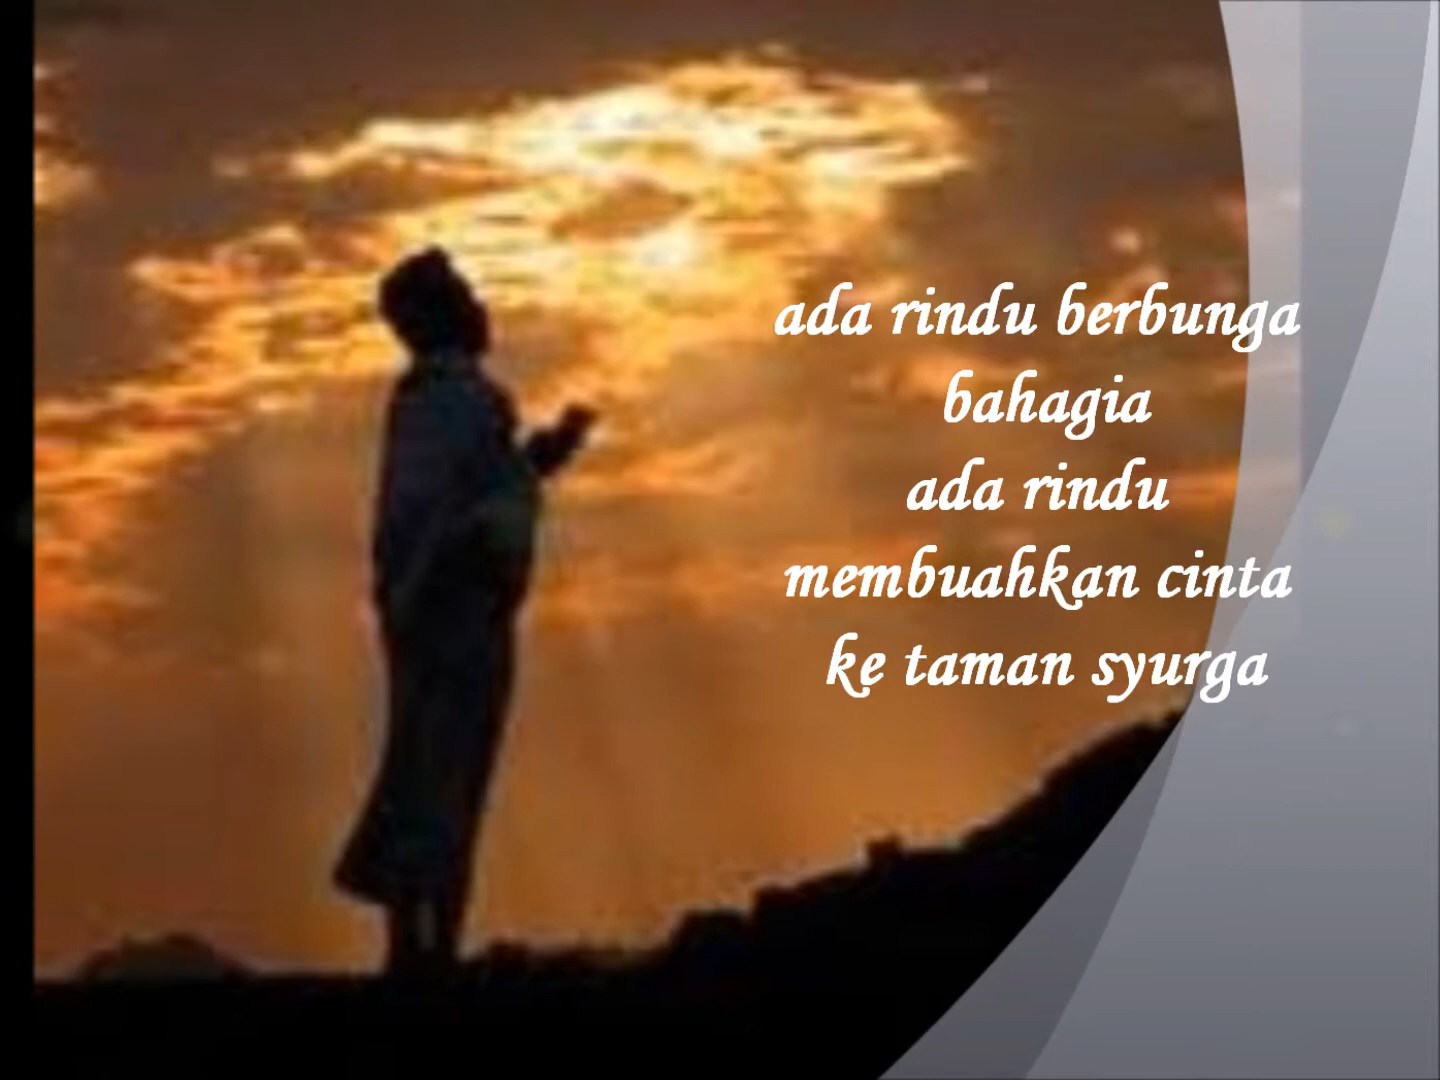 ada rindu berbunga
bahagia
ada rindu
membuahkan cinta
ke taman syurga